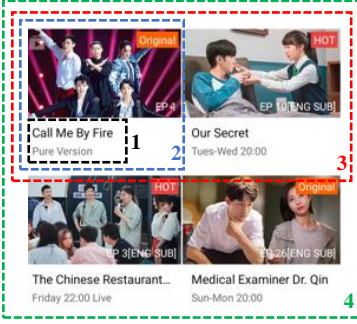 Original
HOT
EP 4
EP 10[ENG SUB]
Call Me By Fire
1
Our Secret
Pure Version
2
Tues-Wed 20:00
3
HOT
Original
EP 3[ENG SUB]
EP 26[ENG SUB]
The Chinese Restaurant...
Medical Examiner Dr. Qin
Friday 22:00 Live
Sun-Mon 20:00
4